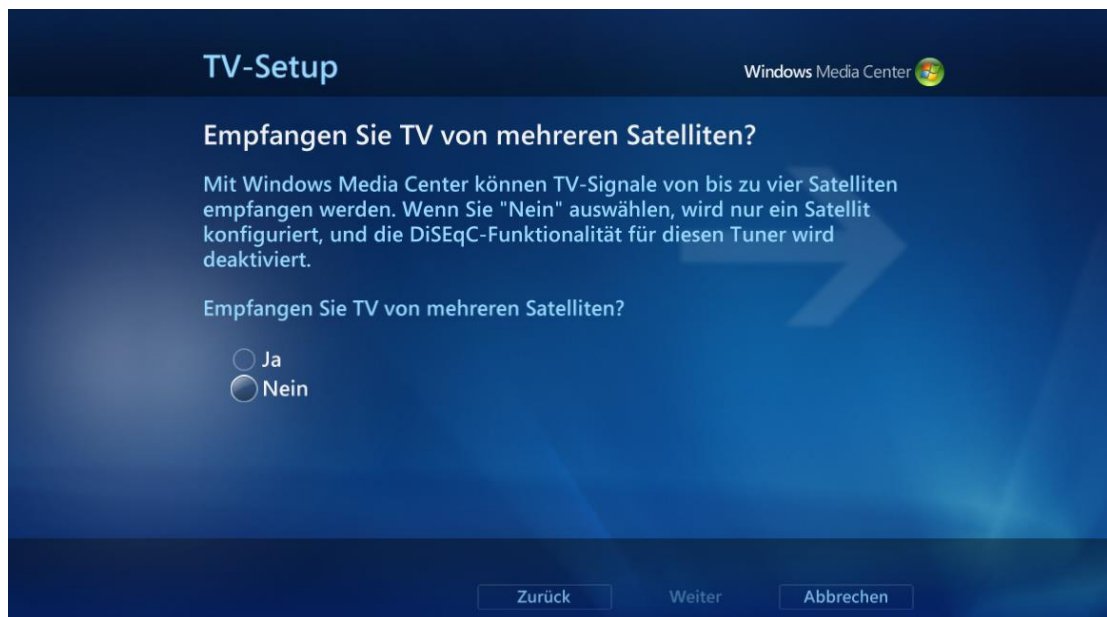 TV-Setup
Windows Media Center
Empfangen Sie TV von mehreren Satelliten?
Mit Windows Media Center können TV-Signale von bis zu vier Satelliten
empfangen werden. Wenn Sie "Nein" auswählen, wird nur ein Satellit
konfiguriert, und die DiSEqC-Funktionalität für diesen Tuner wird
deaktiviert.
Empfangen Sie TV von mehreren Satelliten?
Ja
Nein
Zurück Weiter Abbrechen